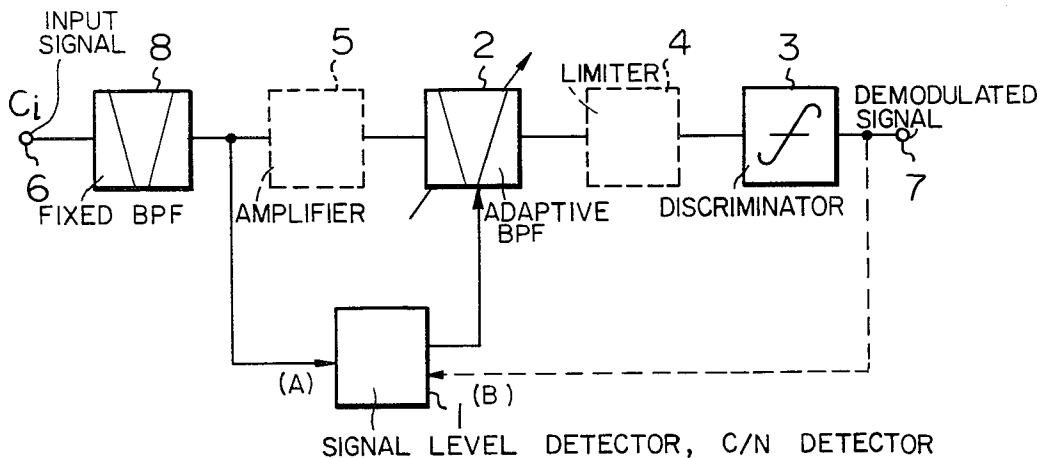 INPUT
SIGNAL
8
5
2
4
3
LIMITER
DEMODULATED
SIGNAL
Ci
6
7
FIXED BPF
AMPLIFIER
ADAPTIVE
BPF
DISCRIMINATOR
(A)
(B)
1
SIGNAL LEVEL DETECTOR, C/N DETECTOR